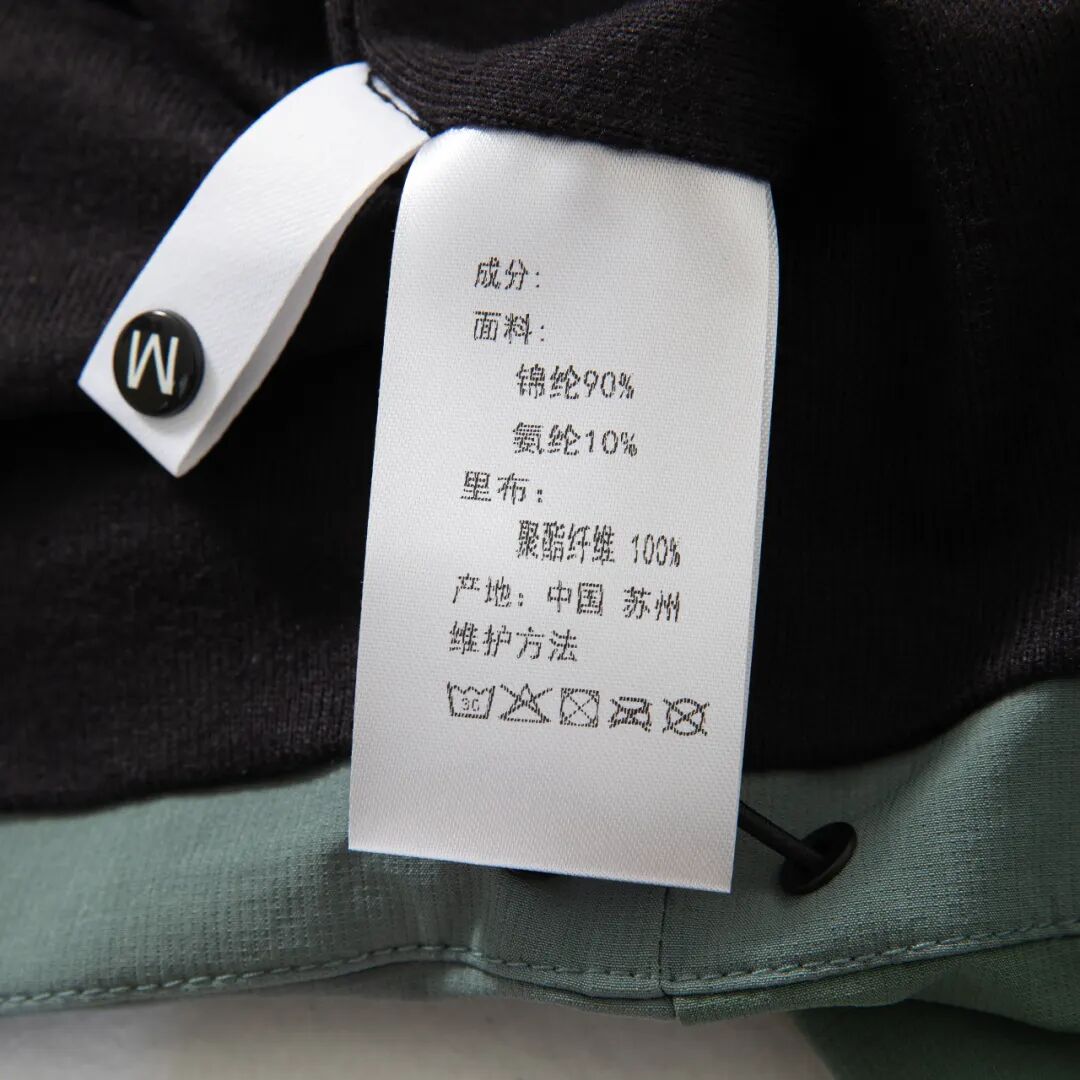 M
成分：
面料：
锦纶90%
氨纶10%
里布：
聚酯纤维 100%
产地：中国 苏州
维护方法
30